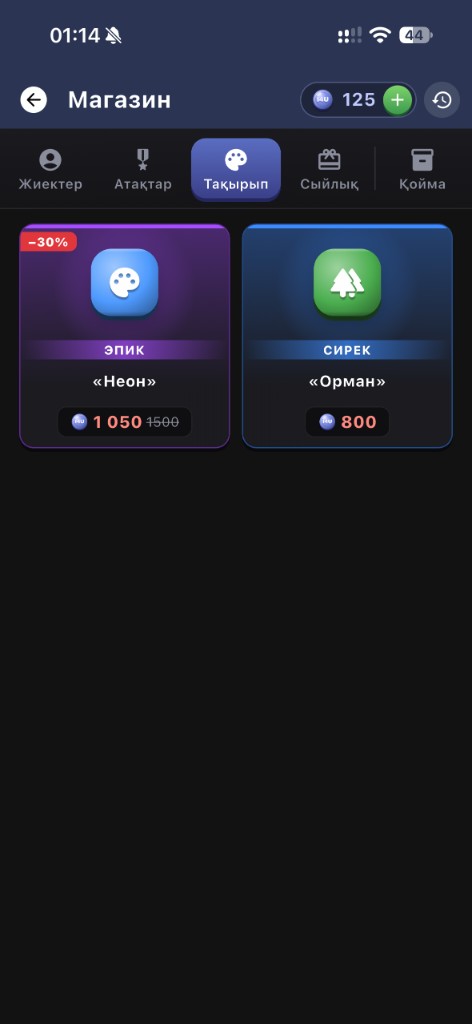 01:14 44
Магазин 125
Жиектер Атақтар Тақырып Сыйлық Қойма
−30%
ЭПИК СИРЕК
«Неон» «Орман»
1 050 1500 800